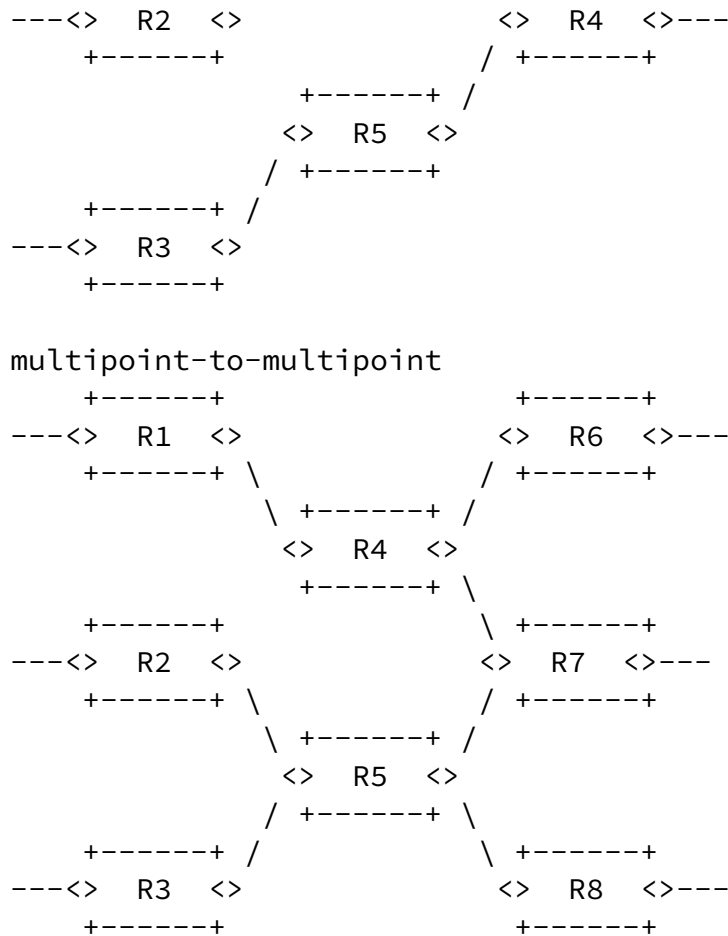 ---<>  R2  <>              <>  R4  <>---
    +------+              / +------+
                +------+ /
               <>  R5  <>
              / +------+
    +------+ /
---<>  R3  <>
    +------+
multipoint-to-multipoint
    +------+                +------+
---<>  R1  <>              <>  R6  <>---
    +------+ \            / +------+
              \ +------+ /
               <>  R4  <>
                +------+ \
    +------+              \ +------+
---<>  R2  <>             <>  R7  <>---
    +------+ \            / +------+
              \ +------+ /
               <>  R5  <>
              / +------+ \
    +------+ /            \ +------+
---<>  R3  <>              <>  R8  <>---
    +------+                +------+